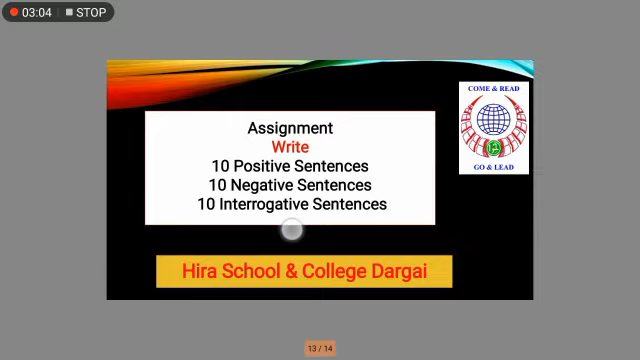 03:04 STOP
COME & READ
Assignment
Write
10 Positive Sentences
10 Negative Sentences
10 Interrogative Sentences
GO & LEAD
Hira School & College Dargai
13 / 14